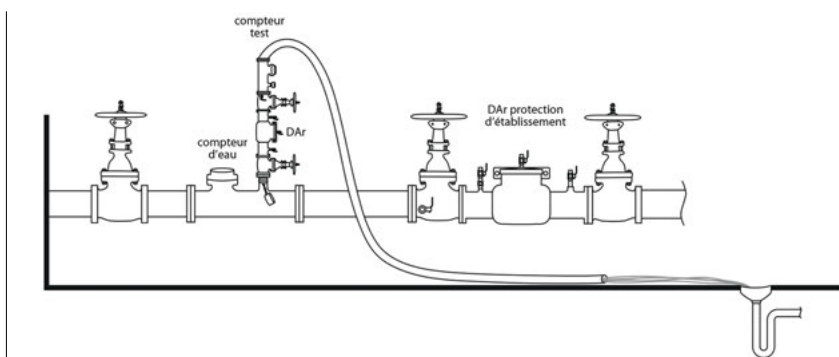 compteur
test
compteur
d'eau
DAr
DAr protection
d'établissement